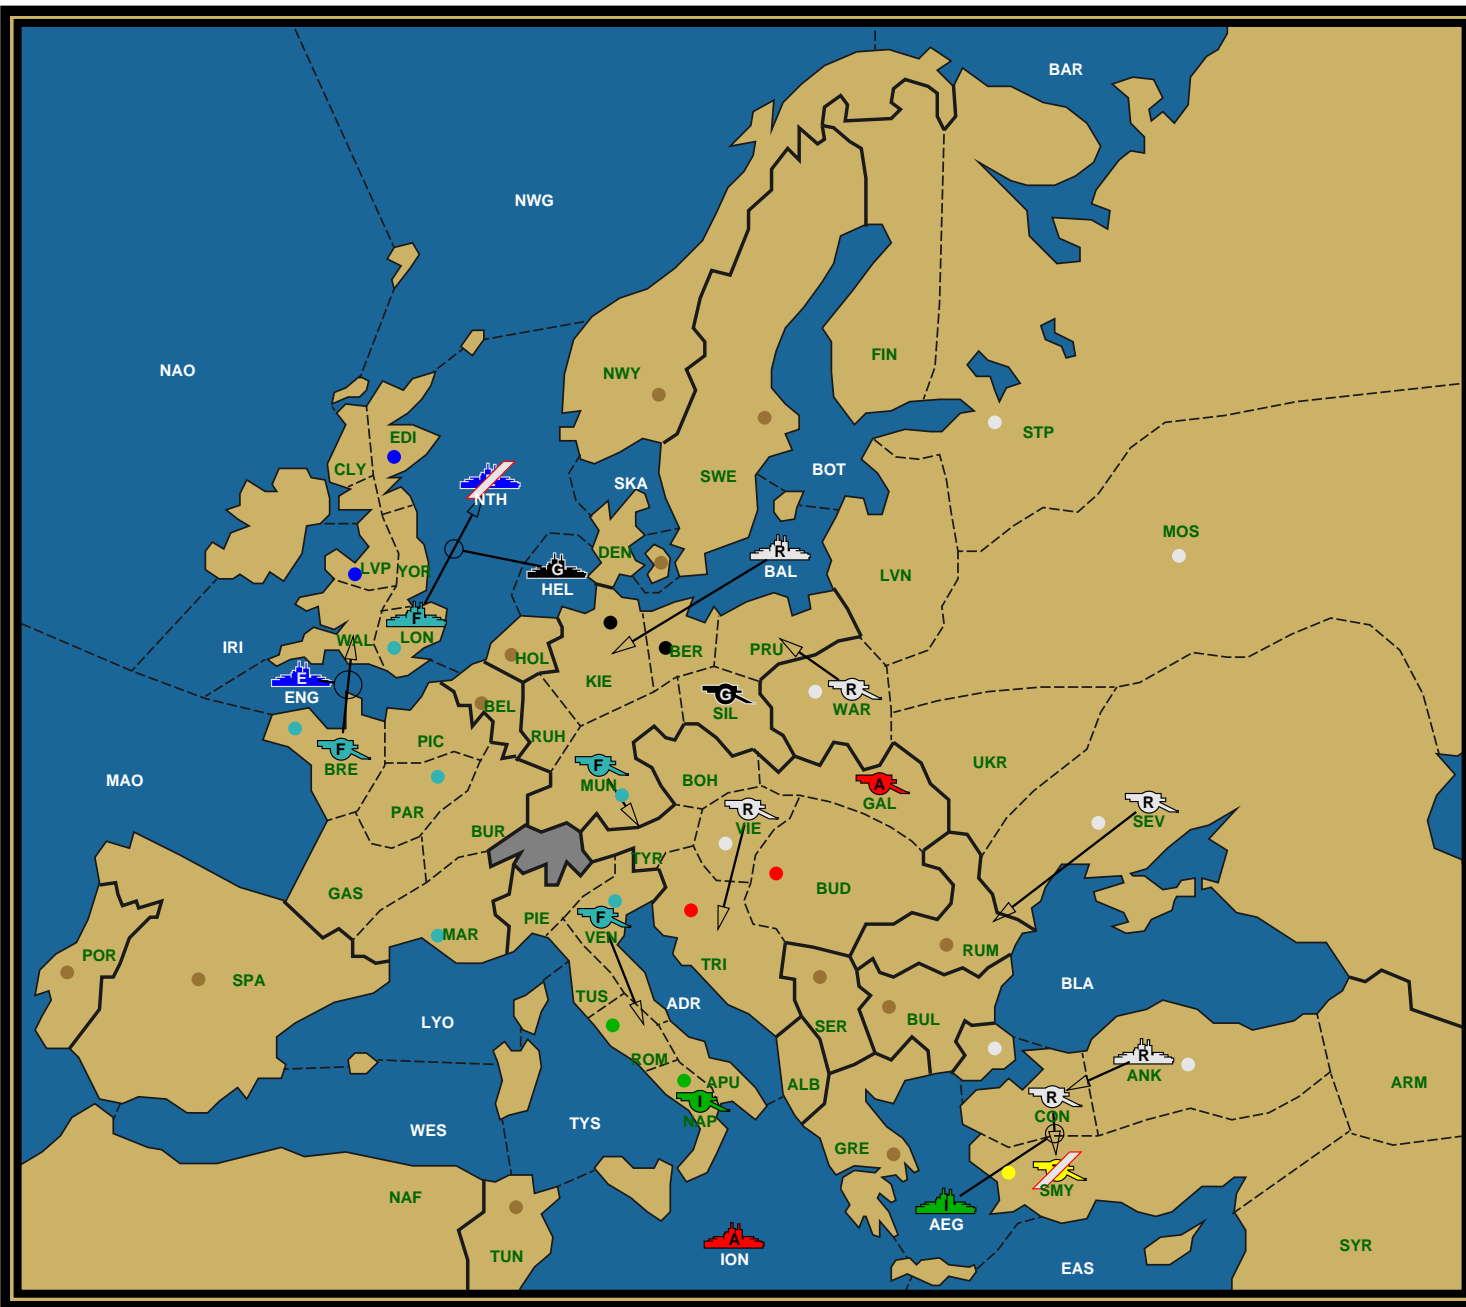 BAR
NWG
NAO
FIN
NWY
EDI
STP
CLY
SWE
BOT
SKA
NTH
MOS
R
DEN
G
BAL
LVP
YOR
HEL
LVN
F
WAL
LON
IRI
HOL
BER
PRU
E
KIE
R
G
ENG
BEL
SIL
WAR
RUH
PIC
F
BRE
UKR
F
MAO
MUN
BOH
A
GAL
R
R
PAR
VIE
SEV
BUR
TYR
BUD
GAS
PIE
F
VEN
MAR
RUM
POR
TRI
SPA
BLA
TUS
ADR
LYO
SER
BUL
R
ROM
ANK
APU
ALB
ARM
I
R
NAP
CON
TYS
WES
GRE
SMY
NAF
I
AEG
A
TUN
ION
SYR
EAS